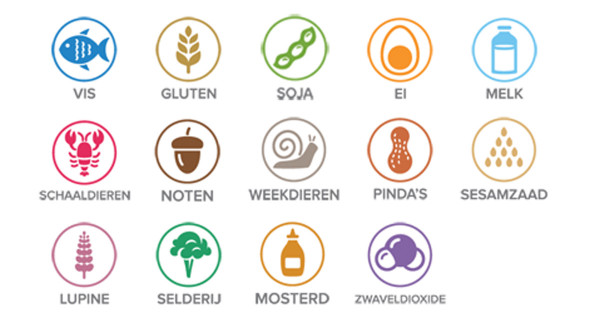 VIS
GLUTEN
SOJA
EI
MELK
SCHAALDIEREN
NOTEN
WEEKDIEREN
PINDA'S
SESAMZAAD
LUPINE
SELDERIJ
MOSTERD
ZWAVELDIOXIDE